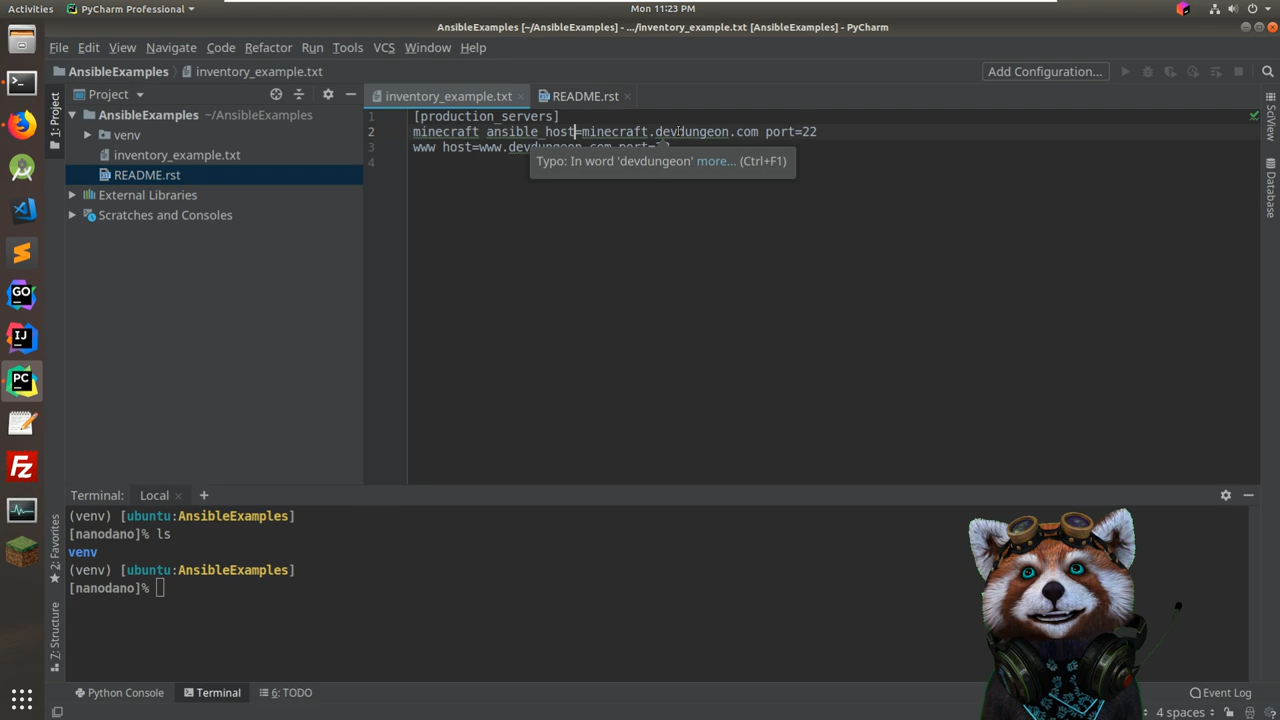 Activities PyCharm Professional Mon 11:23 PM
AnsibleExamples [~/AnsibleExamples] - .../inventory_example.txt [AnsibleExamples] - PyCharm
File Edit View Navigate Code Refactor Run Tools VCS Window Help
AnsibleExamples inventory_example.txt Add Configuration...
1: Project Project inventory_example.txt README.rst
AnsibleExamples ~/AnsibleExamples
venv
inventory_example.txt
README.rst
External Libraries
Scratches and Consoles
1 [production_servers]
2 minecraft ansible_host=minecraft.devdungeon.com port=22
3 www host=www.devdungeon.com port=
4
Typo: In word 'devdungeon' more... (Ctrl+F1)
SciView
Database
GO
IJ
PC
Fz
Terminal: Local +
(venv) [ubuntu:AnsibleExamples]
[nanodano]% ls
venv
(venv) [ubuntu:AnsibleExamples]
[nanodano]%
2: Favorites
Z: Structure
Python Console Terminal 6: TODO Event Log
4 spaces